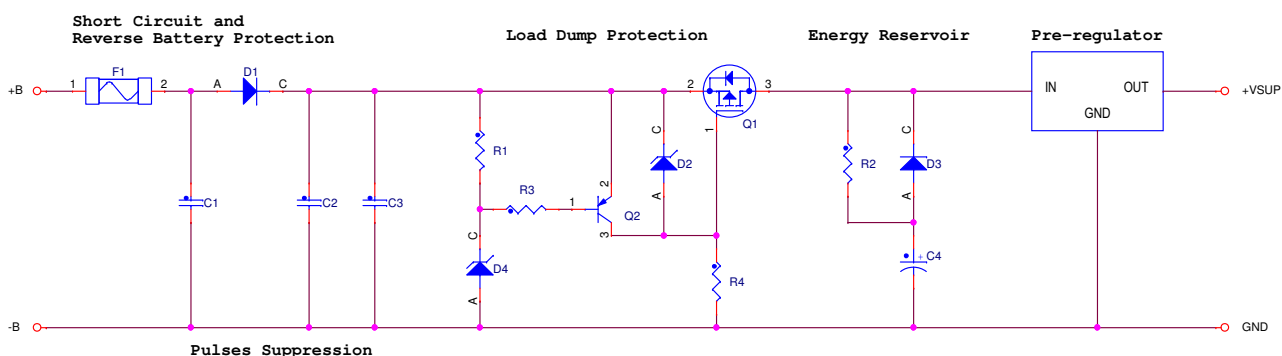 Short Circuit and
Reverse Battery Protection
Load Dump Protection
Energy Reservoir
Pre-regulator
F1
D1
+B
1
2
A
C
2
3
Q1
1
IN
OUT
GND
+VSUP
R1
C
D2
A
C
R2
D3
A
R3
1
2
Q2
3
C1
C2
C3
C
D4
A
R4
+
C4
-B
GND
Pulses Suppression